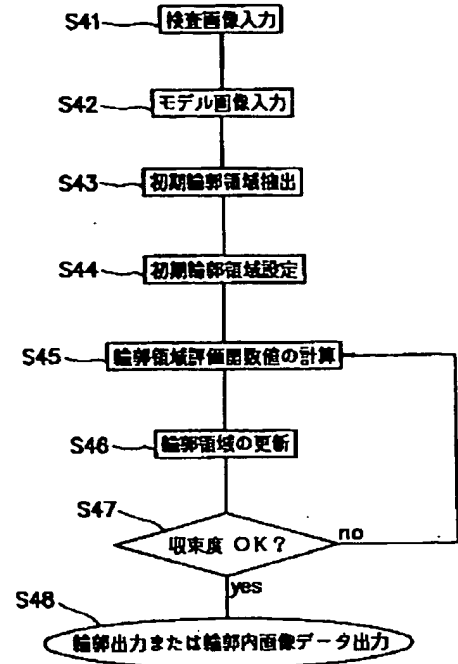 S41 検査画像入力
S42 モデル画像入力
S43 初期輪郭領域抽出
S44 初期輪郭領域設定
S45 輪郭領域評価関数値の計算
S46 輪郭領域の更新
S47
収束度 OK?
no
yes
S48
輪郭出力または輪郭内画像データ出力